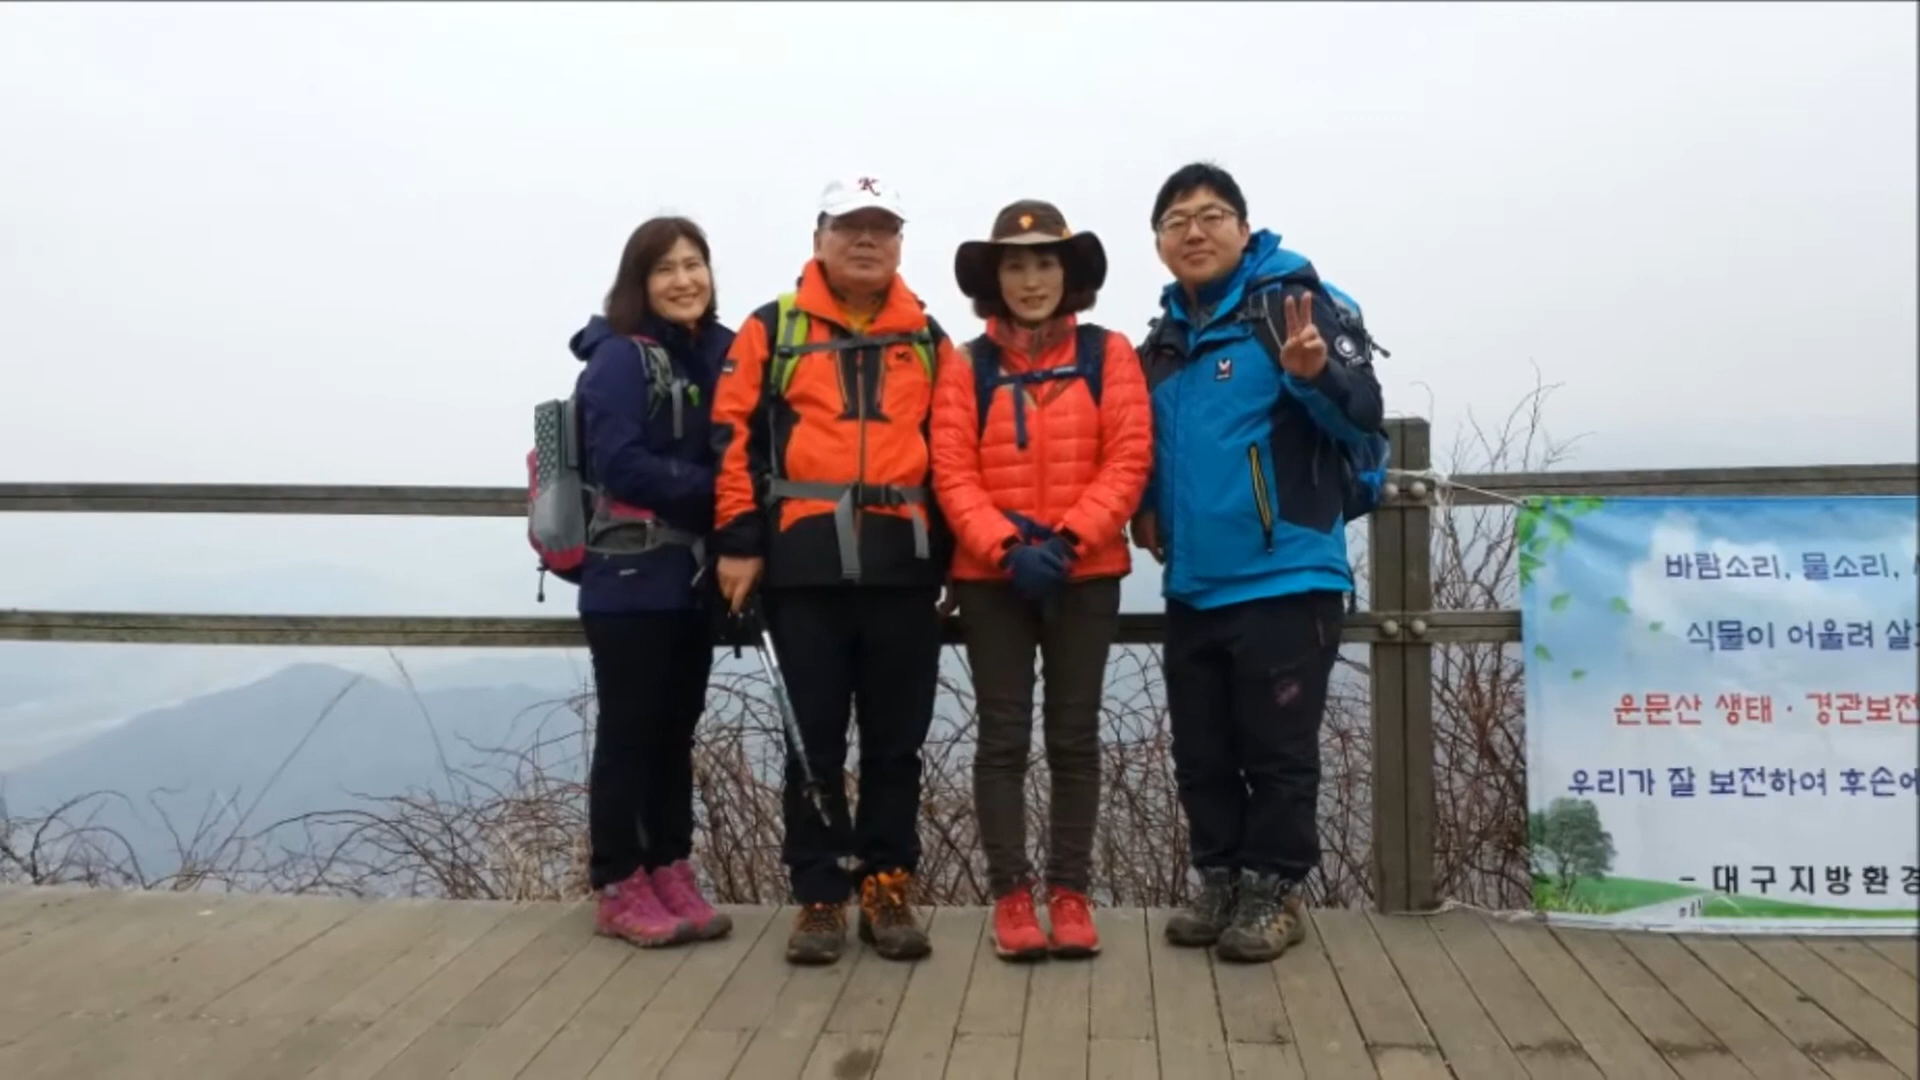 K
바람소리, 물소리,
식물이 어울려 살
운문산 생태 · 경관보전
우리가 잘 보전하여 후손에
- 대구지방환경